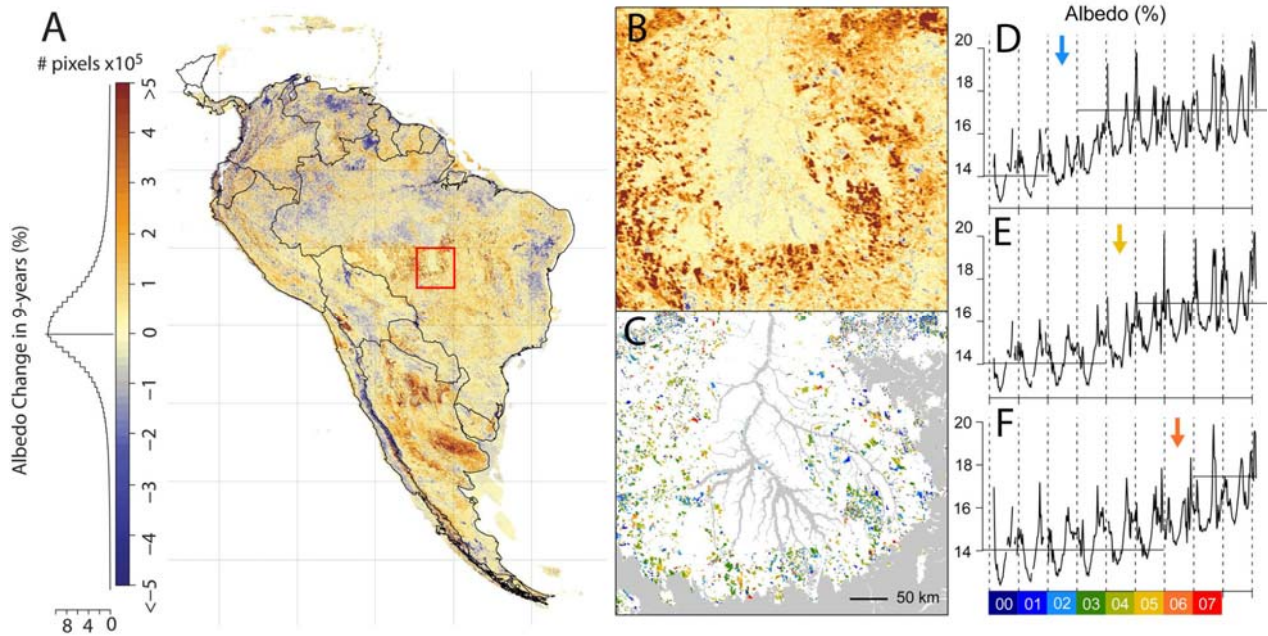 A
# pixels x10⁵
Albedo Change in 9-years (%)
>5
4
3
2
1
0
−1
−2
−3
−4
<−5
8 4 0
B
C
50 km
Albedo (%)
D
20
18
16
14
E
20
18
16
14
F
20
18
16
14
00 01 02 03 04 05 06 07